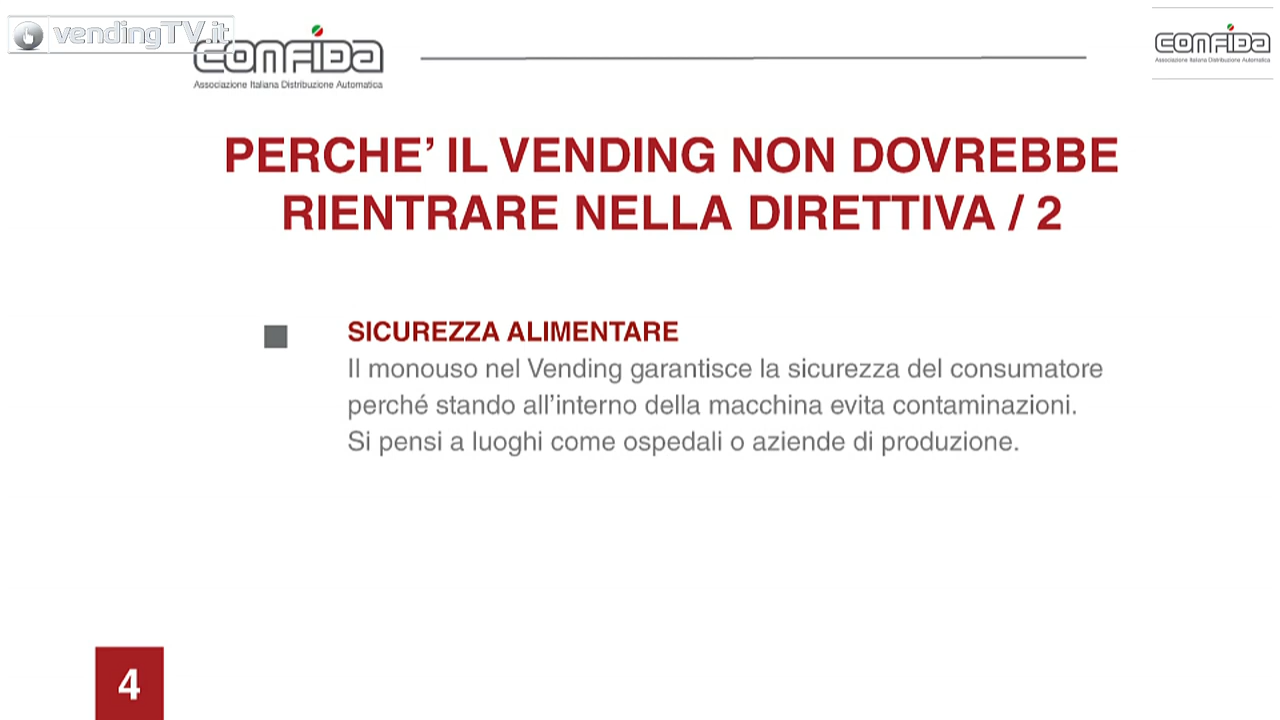 vendingTV.it
CONFIDA
Associazione Italiana Distribuzione Automatica
CONFIDA
Associazione Italiana Distribuzione Automatica
PERCHE’ IL VENDING NON DOVREBBE
RIENTRARE NELLA DIRETTIVA / 2
SICUREZZA ALIMENTARE
Il monouso nel Vending garantisce la sicurezza del consumatore
perché stando all’interno della macchina evita contaminazioni.
Si pensi a luoghi come ospedali o aziende di produzione.
4